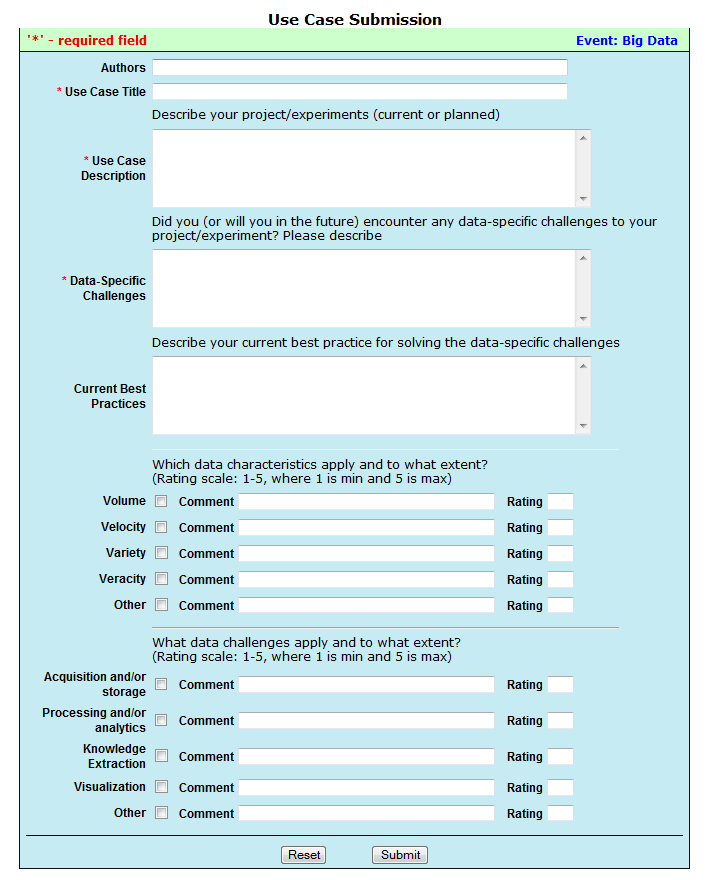 Use Case Submission
'*' - required field Event: Big Data
Authors
* Use Case Title
Describe your project/experiments (current or planned)
* Use Case
Description
Did you (or will you in the future) encounter any data-specific challenges to your
project/experiment? Please describe
* Data-Specific
Challenges
Describe your current best practice for solving the data-specific challenges
Current Best
Practices
Which data characteristics apply and to what extent?
(Rating scale: 1-5, where 1 is min and 5 is max)
Volume Comment Rating
Velocity Comment Rating
Variety Comment Rating
Veracity Comment Rating
Other Comment Rating
What data challenges apply and to what extent?
(Rating scale: 1-5, where 1 is min and 5 is max)
Acquisition and/or
storage Comment Rating
Processing and/or
analytics Comment Rating
Knowledge
Extraction Comment Rating
Visualization Comment Rating
Other Comment Rating
Reset Submit